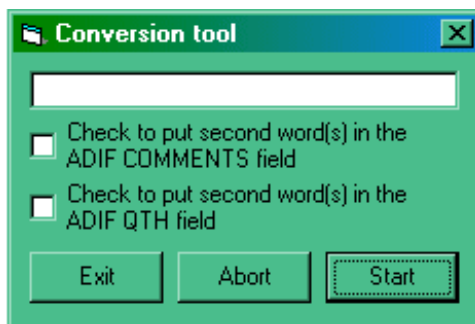 Conversion tool
Check to put second word(s) in the
ADIF COMMENTS field
Check to put second word(s) in the
ADIF QTH field
Exit Abort Start